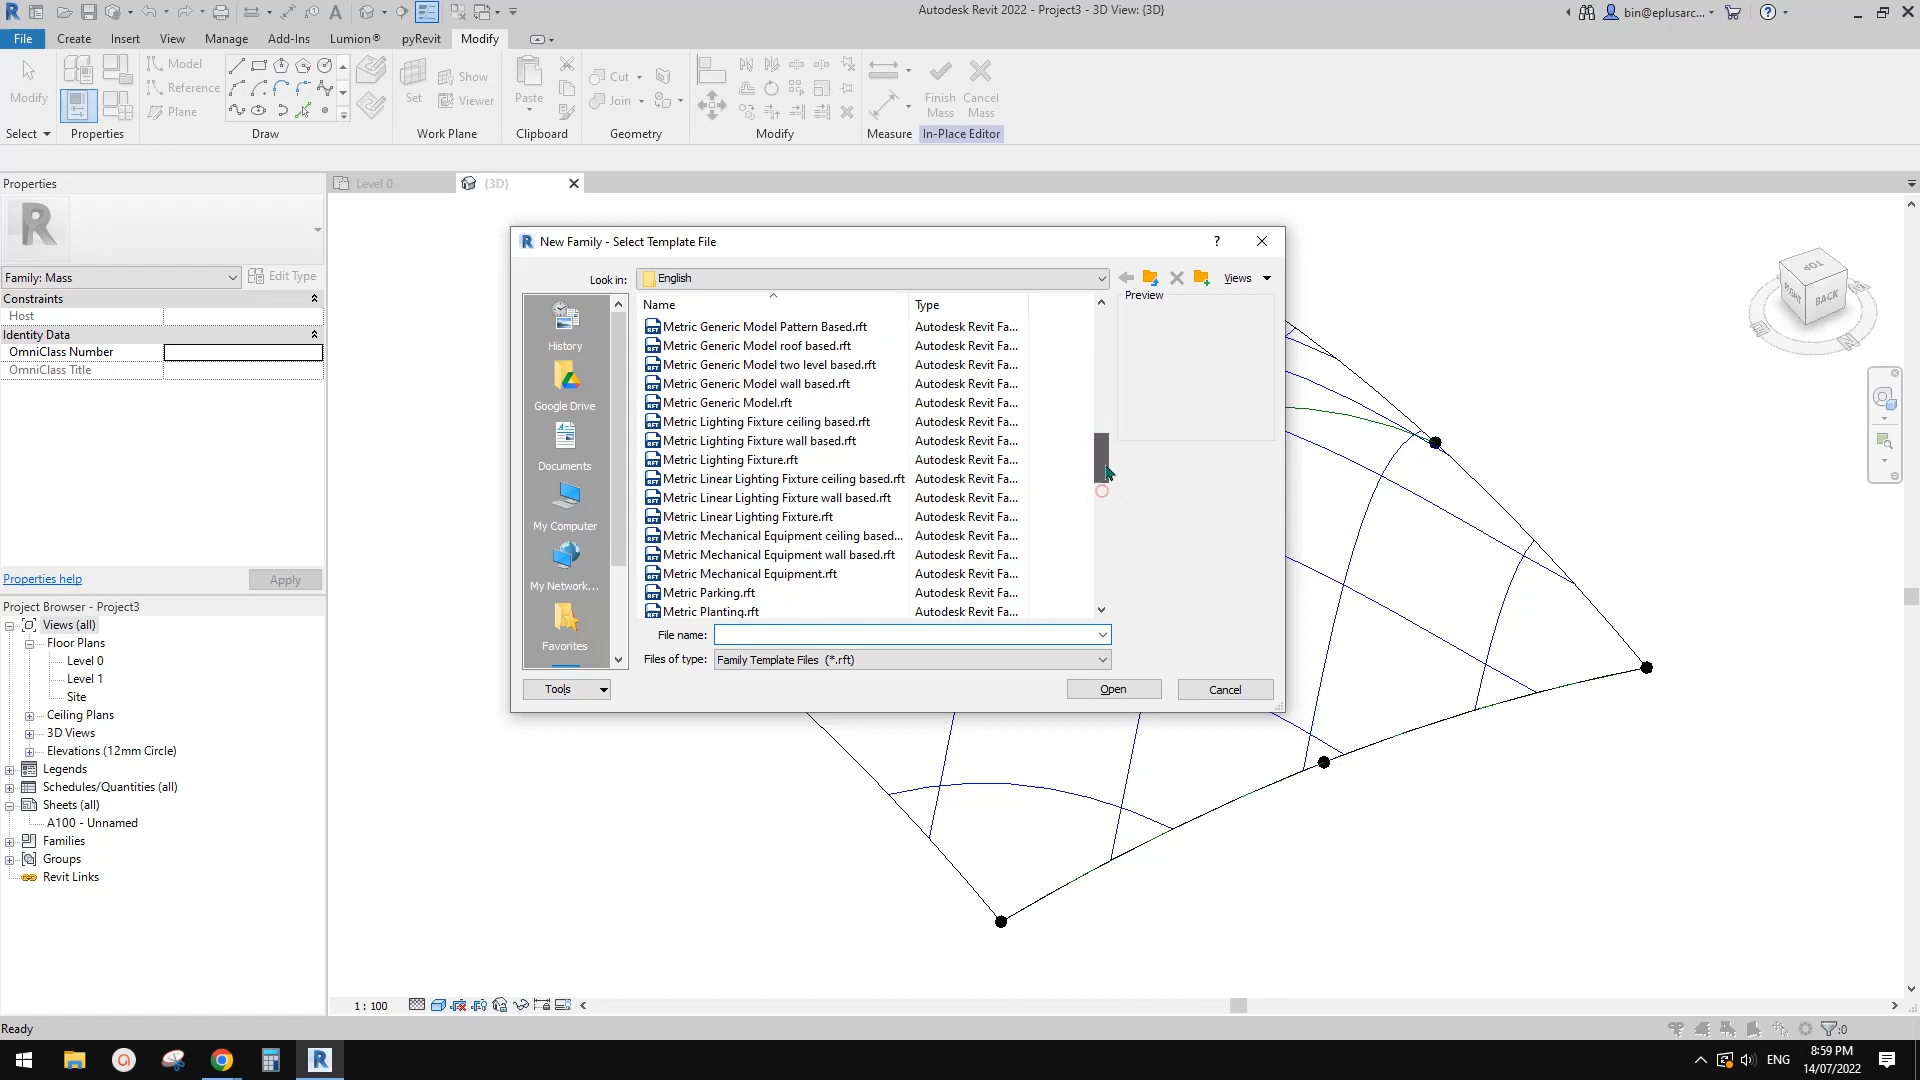 Autodesk Revit 2022 - Project3 - 3D View: {3D}
bin@eplusarc...
File Create Insert View Manage Add-Ins Lumion® pyRevit Modify
Modify
Model
Reference
Plane
Set
Show
Viewer
Paste
Cut
Join
Finish Mass
Cancel Mass
Select Properties Draw Work Plane Clipboard Geometry Modify Measure In-Place Editor
Properties
Level 0
{3D}
Family: Mass
Edit Type
Constraints
Host
Identity Data
OmniClass Number
OmniClass Title
Properties help
Apply
Project Browser - Project3
Views (all)
Floor Plans
Level 0
Level 1
Site
Ceiling Plans
3D Views
Elevations (12mm Circle)
Legends
Schedules/Quantities (all)
Sheets (all)
A100 - Unnamed
Families
Groups
Revit Links
New Family - Select Template File
Look in:
English
Views
Preview
History
Google Drive
Documents
My Computer
My Network...
Favorites
Name Type
Metric Generic Model Pattern Based.rft Autodesk Revit Fa...
Metric Generic Model roof based.rft Autodesk Revit Fa...
Metric Generic Model two level based.rft Autodesk Revit Fa...
Metric Generic Model wall based.rft Autodesk Revit Fa...
Metric Generic Model.rft Autodesk Revit Fa...
Metric Lighting Fixture ceiling based.rft Autodesk Revit Fa...
Metric Lighting Fixture wall based.rft Autodesk Revit Fa...
Metric Lighting Fixture.rft Autodesk Revit Fa...
Metric Linear Lighting Fixture ceiling based.rft Autodesk Revit Fa...
Metric Linear Lighting Fixture wall based.rft Autodesk Revit Fa...
Metric Linear Lighting Fixture.rft Autodesk Revit Fa...
Metric Mechanical Equipment ceiling based... Autodesk Revit Fa...
Metric Mechanical Equipment wall based.rft Autodesk Revit Fa...
Metric Mechanical Equipment.rft Autodesk Revit Fa...
Metric Parking.rft Autodesk Revit Fa...
Metric Planting.rft Autodesk Revit Fa...
File name:
Files of type: Family Template Files (*.rft)
Tools
Open
Cancel
TOP
RIGHT
BACK
N
1 : 100
Ready
:0
ENG
8:59 PM
14/07/2022